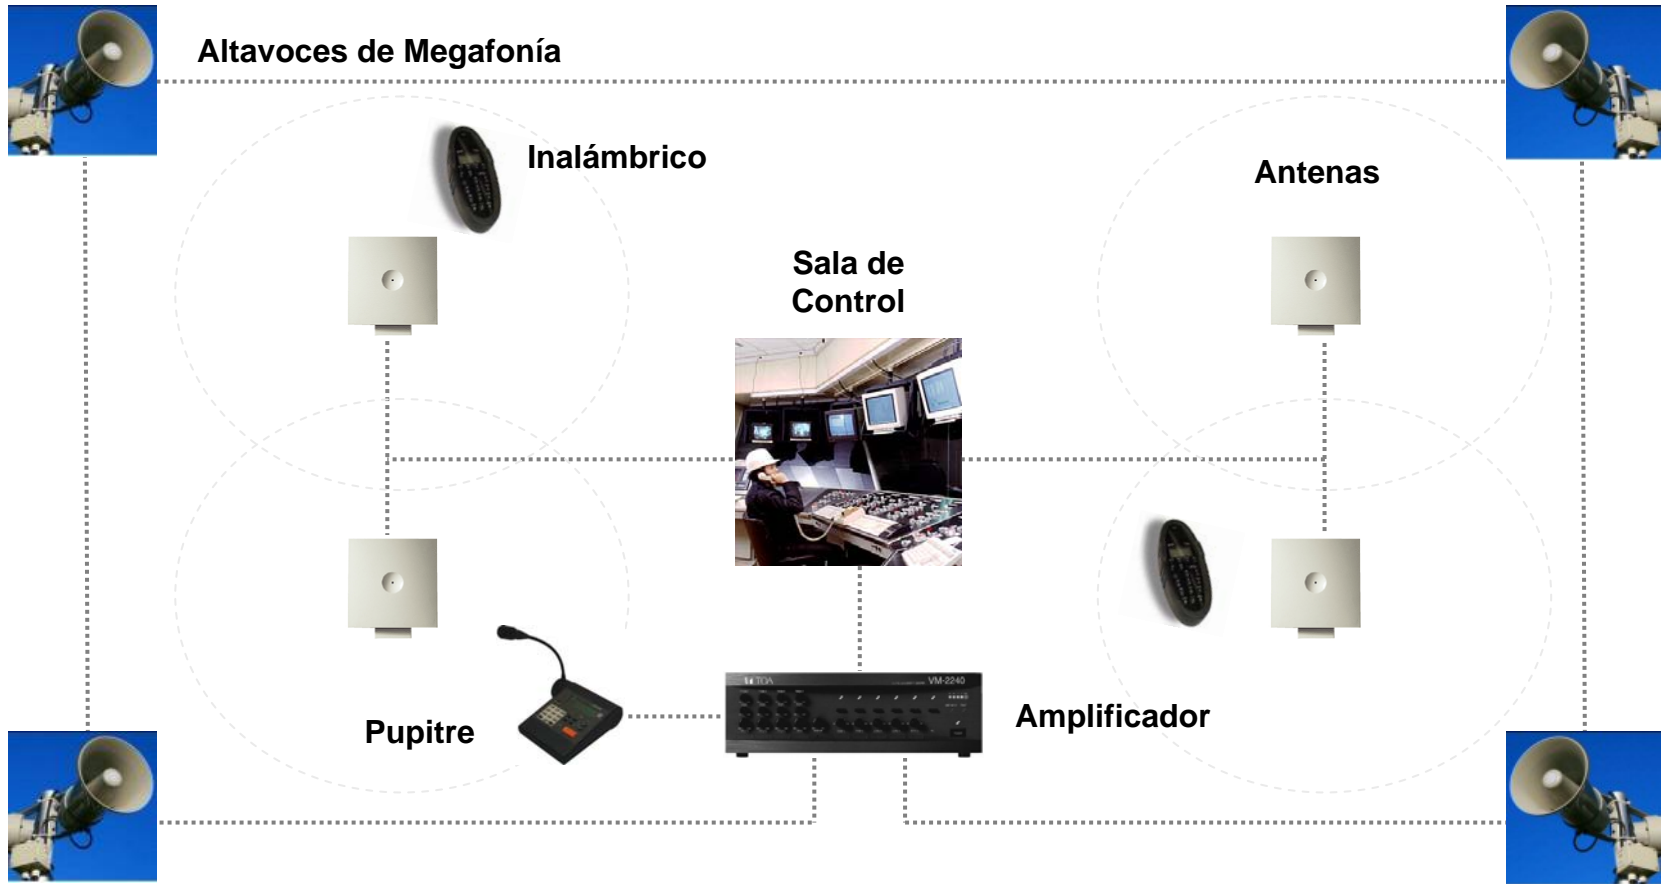 Altavoces de Megafonía
Inalámbrico
Antenas
Sala de
Control
TOA
VM-2240
Pupitre
Amplificador